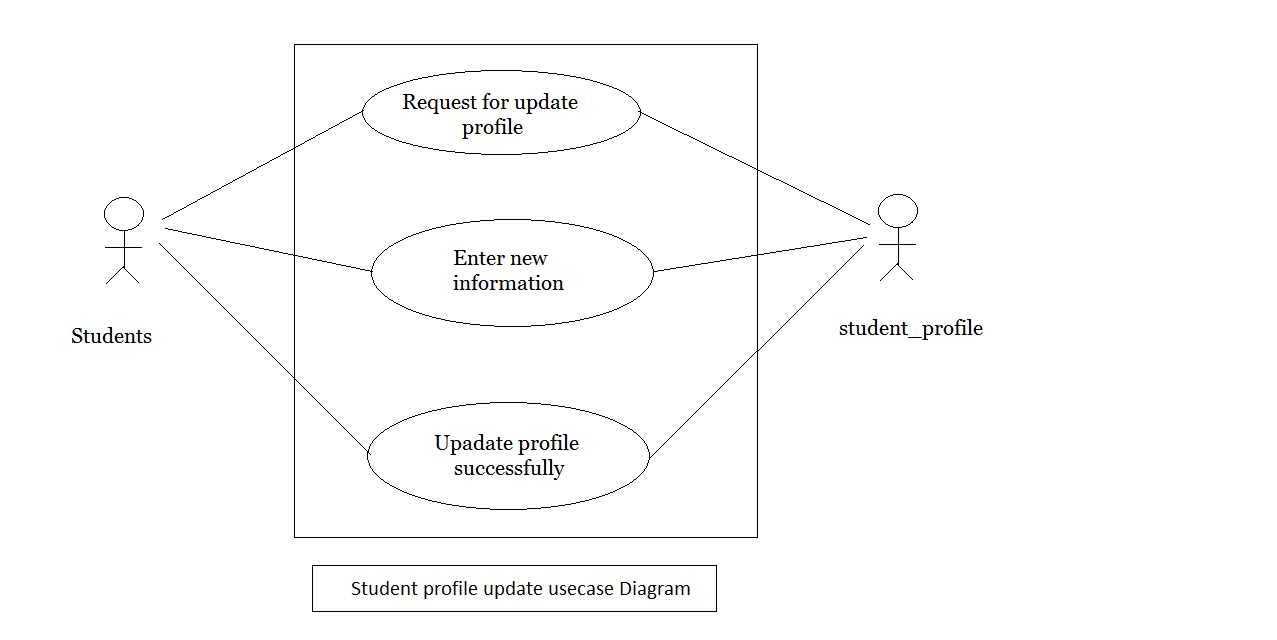 Request for update
profile
Enter new
information
Students
student_profile
Upadate profile
successfully
Student profile update usecase Diagram